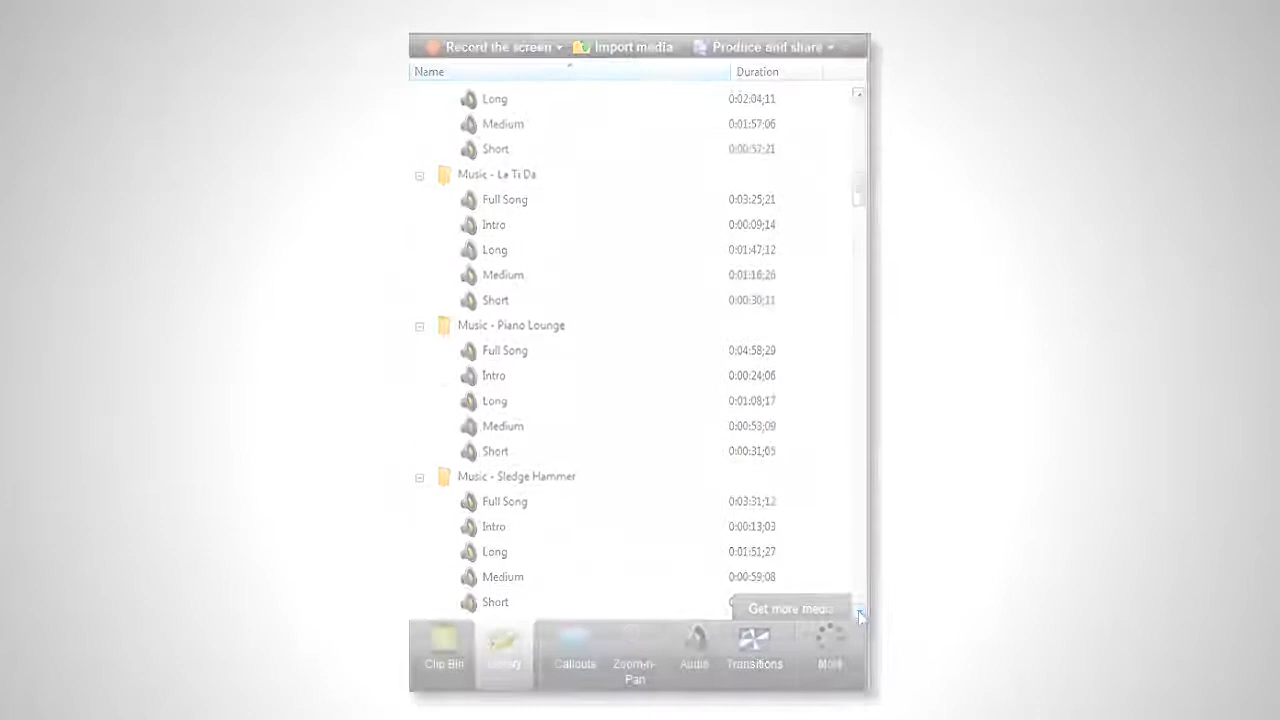 Record the screen Import media Produce and share
Name Duration
Long 0:02:04;11
Medium 0:01:57;06
Short 0:00:57;21
Music - La Ti Da
Full Song 0:03:25;21
Intro 0:00:09;14
Long 0:01:47;12
Medium 0:01:16;26
Short 0:00:30;11
Music - Piano Lounge
Full Song 0:04:58;29
Intro 0:00:24;06
Long 0:01:08;17
Medium 0:00:53;09
Short 0:00:31;05
Music - Sledge Hammer
Full Song 0:03:31;12
Intro 0:00:13;03
Long 0:01:51;27
Medium 0:00:59;08
Short
Get more media
Clip Bin Library Callouts Zoom-n-
Pan Audio Transitions More